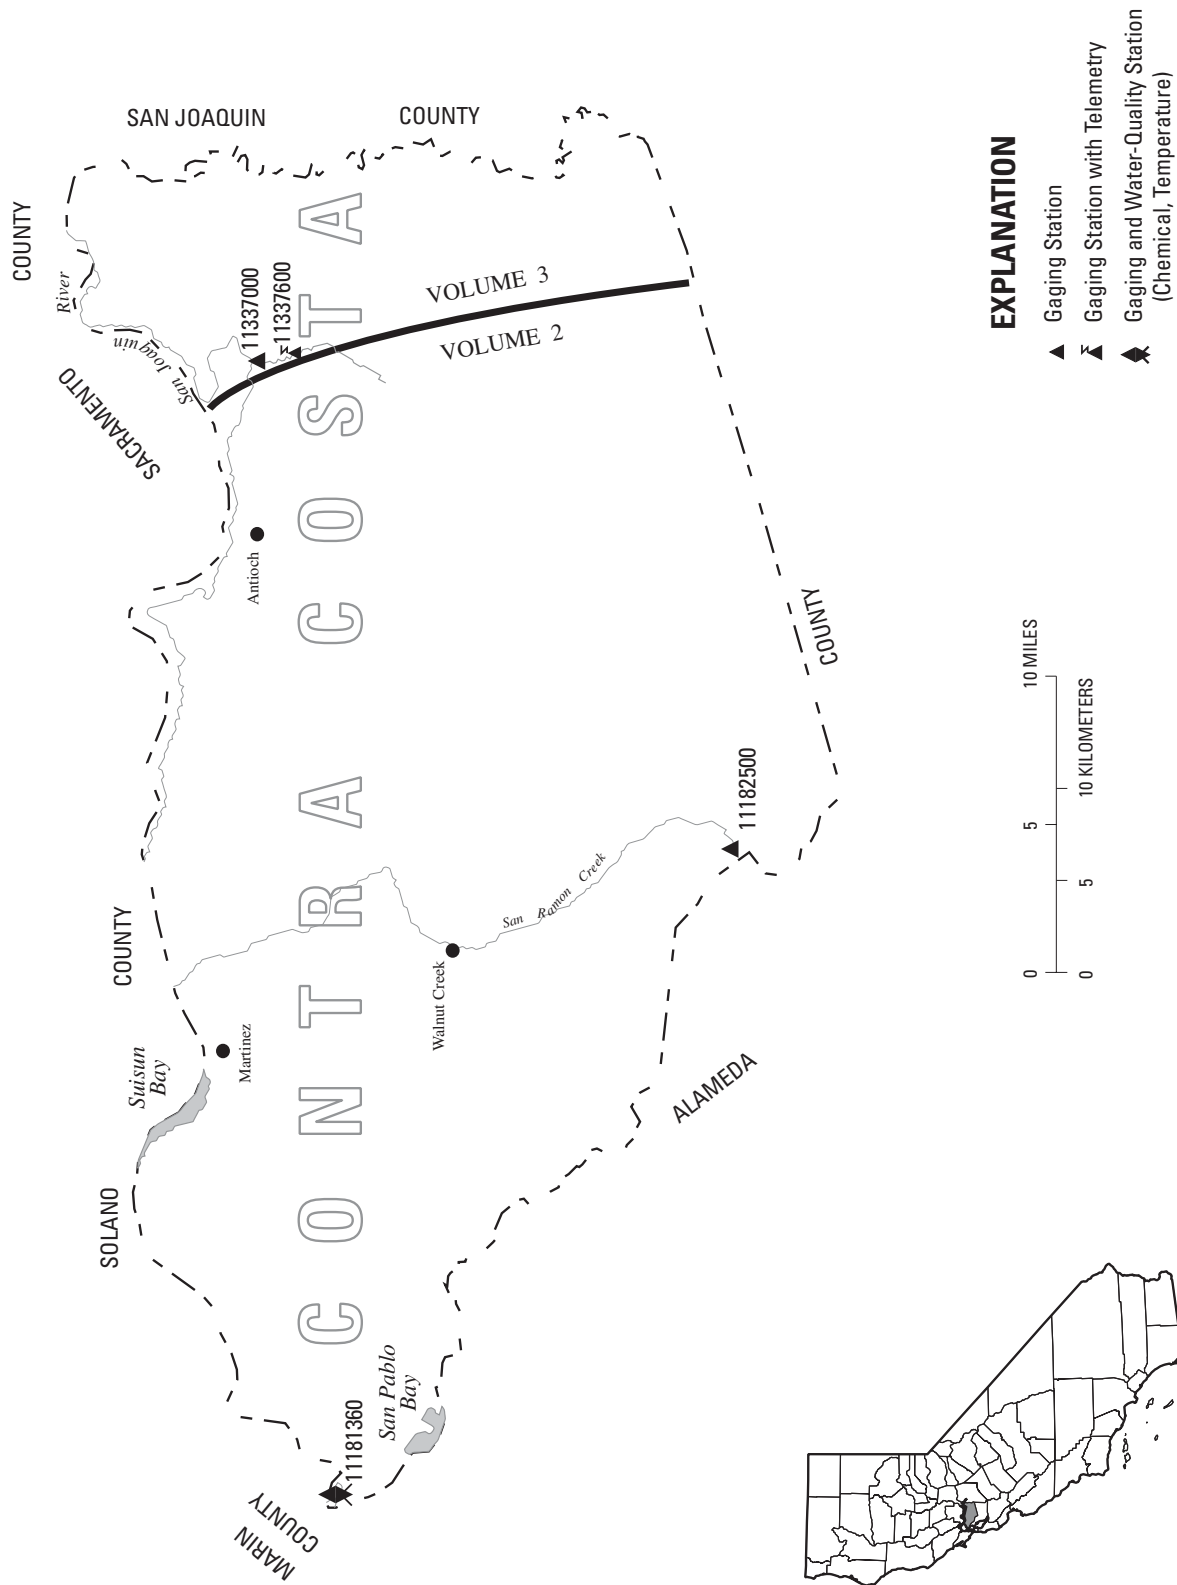 COUNTY
SACRAMENTO
San Joaquin
River
SAN JOAQUIN
COUNTY
11337000
11337600
VOLUME 3
VOLUME 2
Antioch
SOLANO
COUNTY
Suisun
Bay
Martinez
CONTRA COSTA
Walnut Creek
San Ramon Creek
11182500
MARIN
COUNTY
11181360
San Pablo
Bay
ALAMEDA
COUNTY
0
5
10 MILES
0
5
10 KILOMETERS
EXPLANATION
Gaging Station
Gaging Station with Telemetry
Gaging and Water-Quality Station
(Chemical, Temperature)